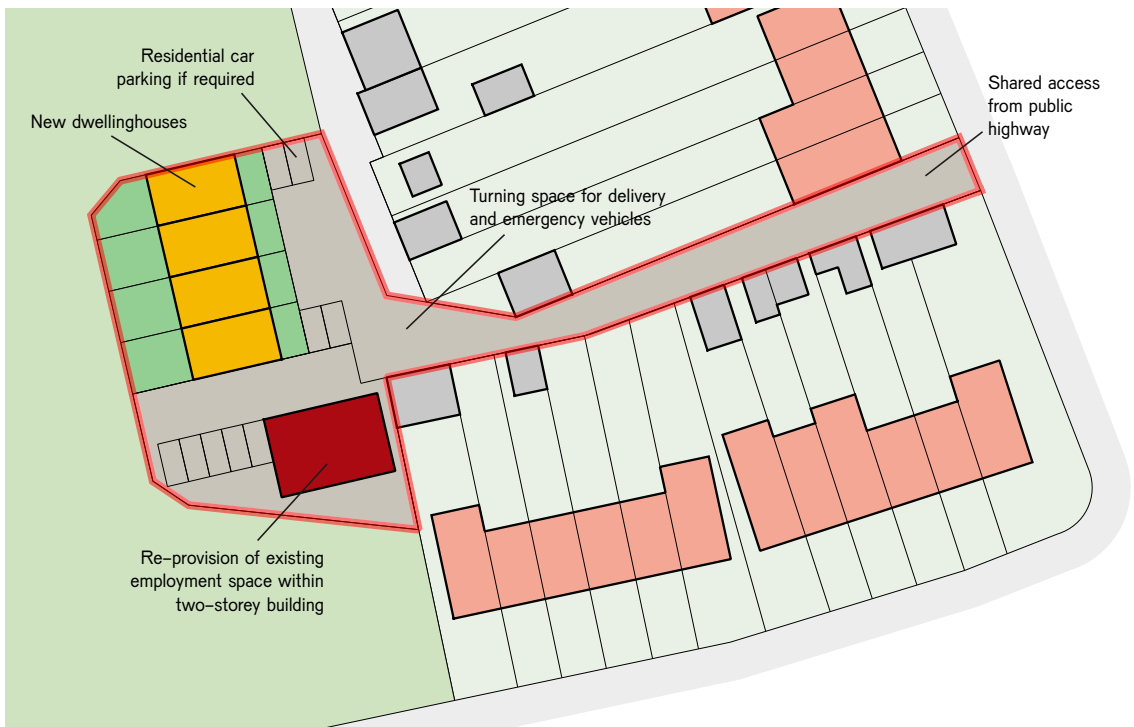 Residential car
parking if required
New dwellinghouses
Shared access
from public
highway
Turning space for delivery
and emergency vehicles
Re–provision of existing
employment space within
two–storey building